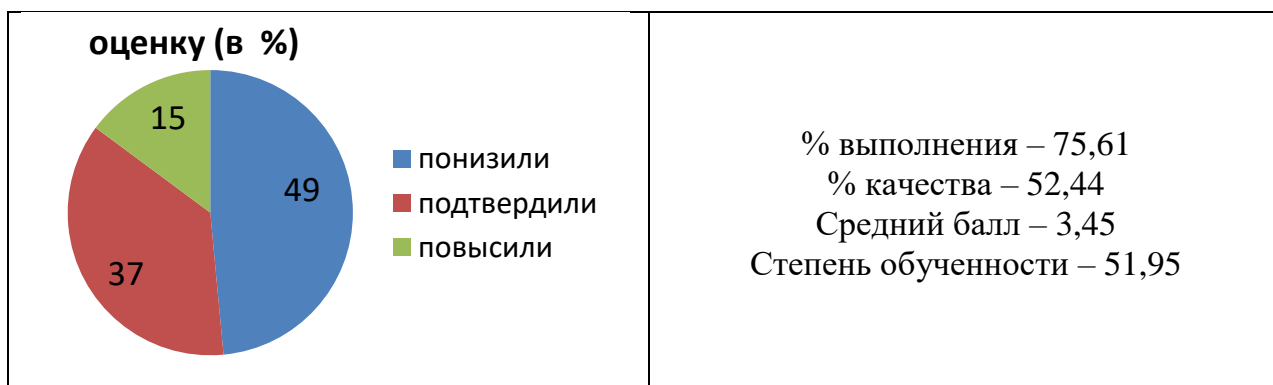 оценку (в %)
15
49
37
понизили
подтвердили
повысили
% выполнения – 75,61
% качества – 52,44
Средний балл – 3,45
Степень обученности – 51,95